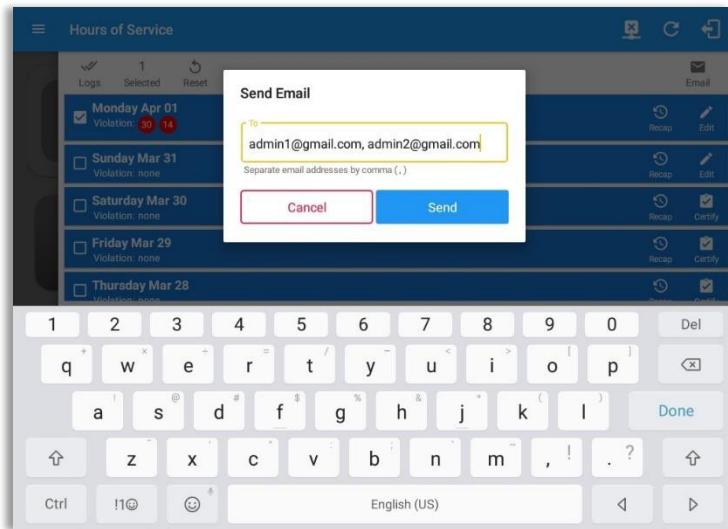 Hours of Service
Logs
1
Selected
Reset
Email
Monday Apr 01
Violation: 30 14
Recap
Edit
Sunday Mar 31
Violation: none
Recap
Edit
Saturday Mar 30
Violation: none
Recap
Certify
Friday Mar 29
Violation: none
Recap
Certify
Thursday Mar 28
Violation: none
Send Email
To
admin1@gmail.com, admin2@gmail.com
Separate email addresses by comma ( , )
Cancel Send
1 2 3 4 5 6 7 8 9 0 Del
q w e r t y u i o p
a s d f g h j k l Done
z x c v b n m , ! . ?
Ctrl !1☺ English (US)